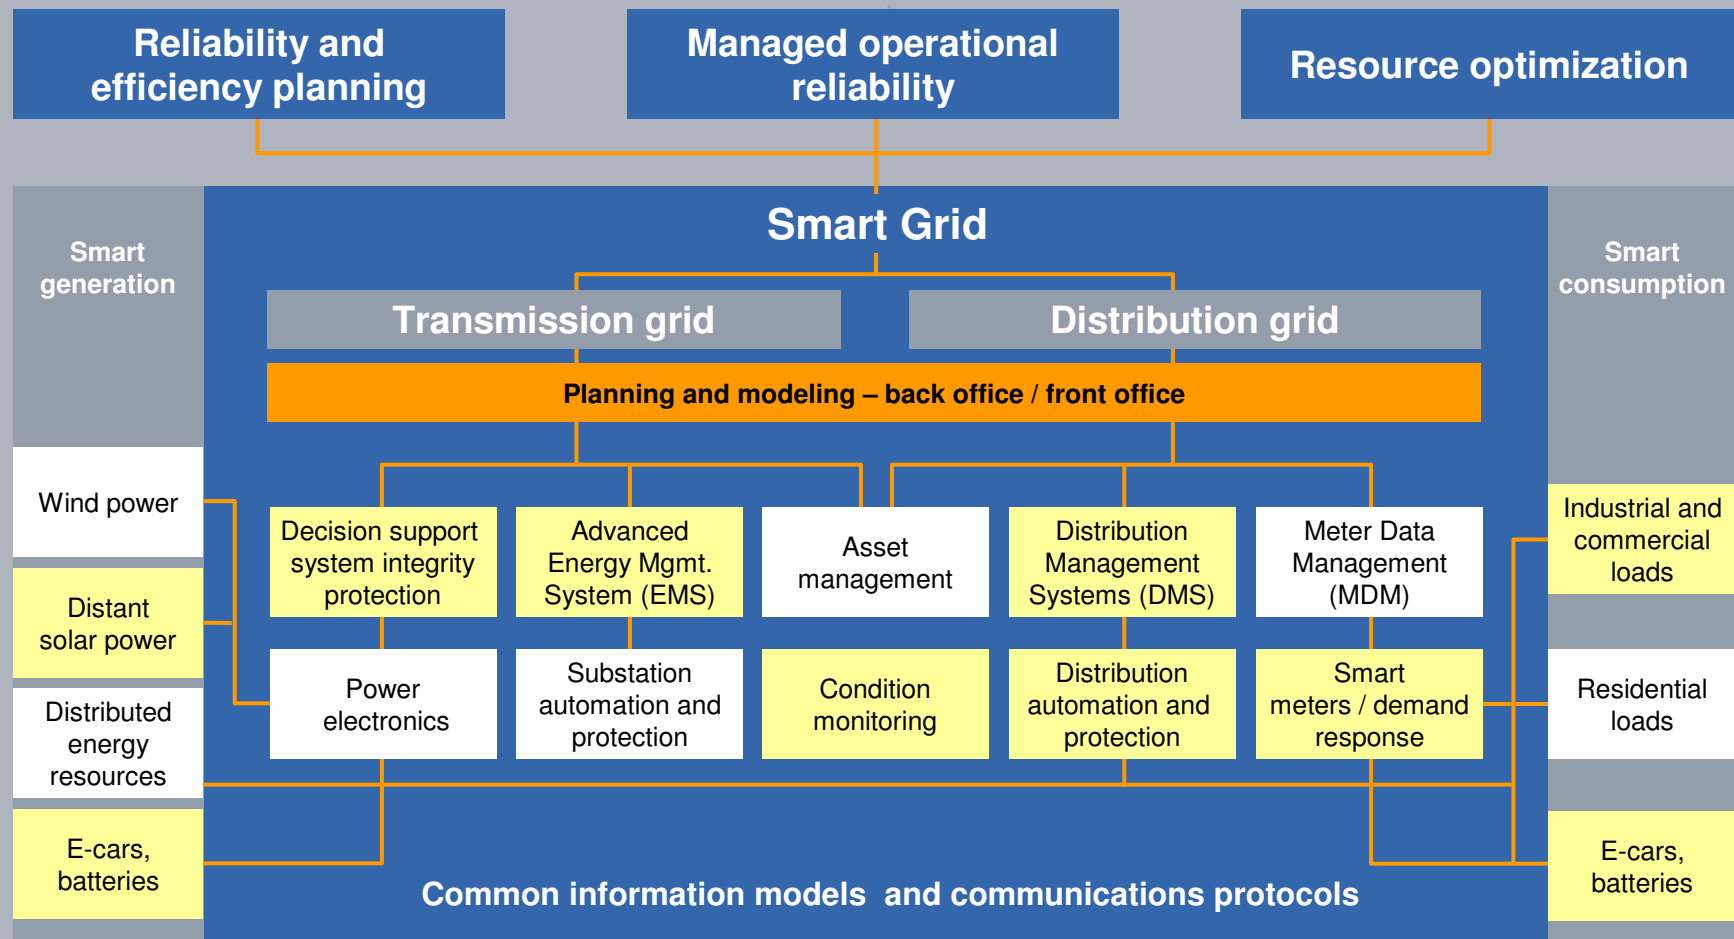 Reliability and
efficiency planning
Managed operational
reliability
Resource optimization
Smart Grid
Smart
generation
Smart
consumption
Transmission grid
Distribution grid
Planning and modeling – back office / front office
Wind power
Distant
solar power
Distributed
energy
resources
E-cars,
batteries
Decision support
system integrity
protection
Advanced
Energy Mgmt.
System (EMS)
Asset
management
Distribution
Management
Systems (DMS)
Meter Data
Management
(MDM)
Power
electronics
Substation
automation and
protection
Condition
monitoring
Distribution
automation and
protection
Smart
meters / demand
response
Industrial and
commercial
loads
Residential
loads
E-cars,
batteries
Common information models  and communications protocols